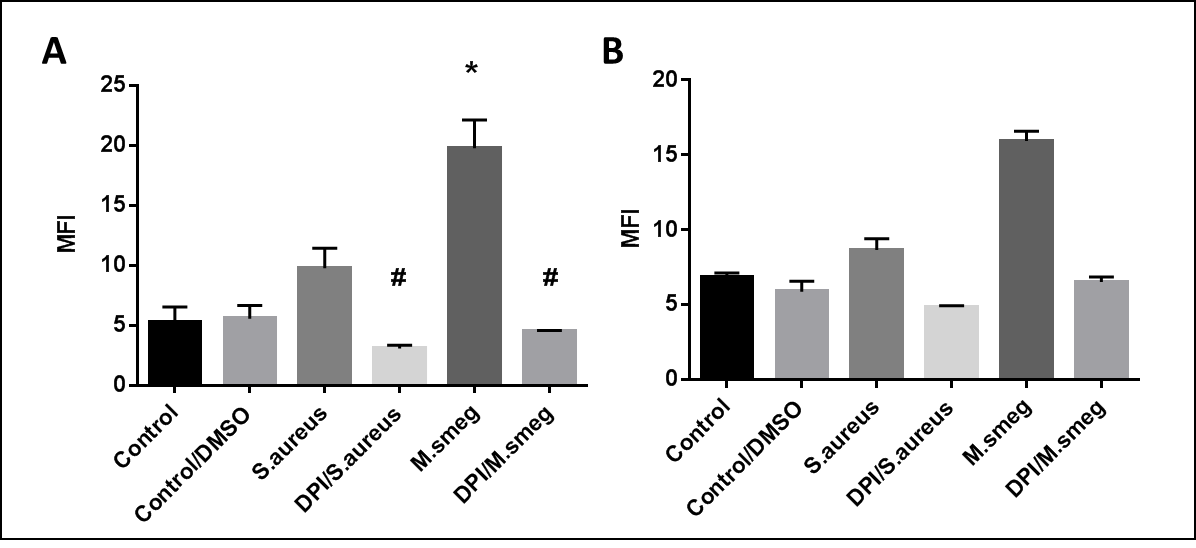 A
*
25
20
15
10
5
0
MFI
#
#
Control
Control/DMSO
S.aureus
DPI/S.aureus
M.smeg
DPI/M.smeg
B
20
15
10
5
0
MFI
Control
Control/DMSO
S.aureus
DPI/S.aureus
M.smeg
DPI/M.smeg